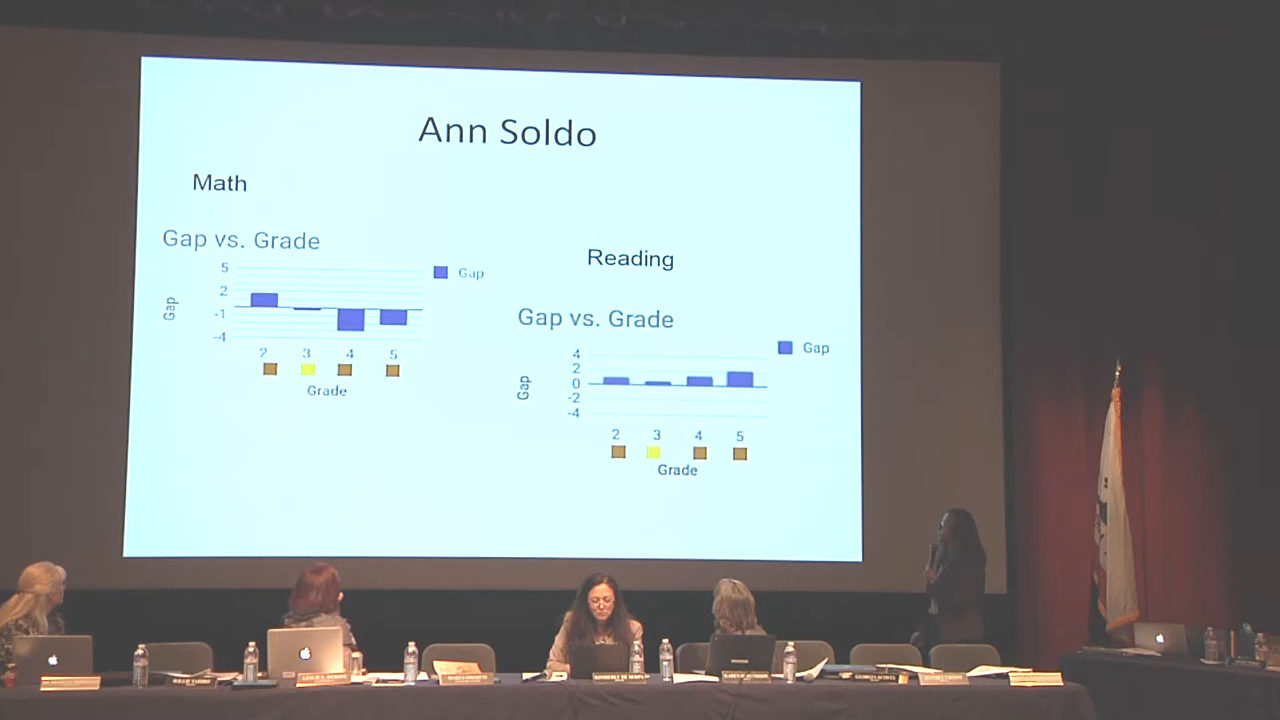 Ann Soldo
Math
Gap vs. Grade
5
2
-1
-4
Gap
Gap
2 3 4 5
Grade
Reading
Gap vs. Grade
4
2
0
-2
-4
Gap
Gap
2 3 4 5
Grade